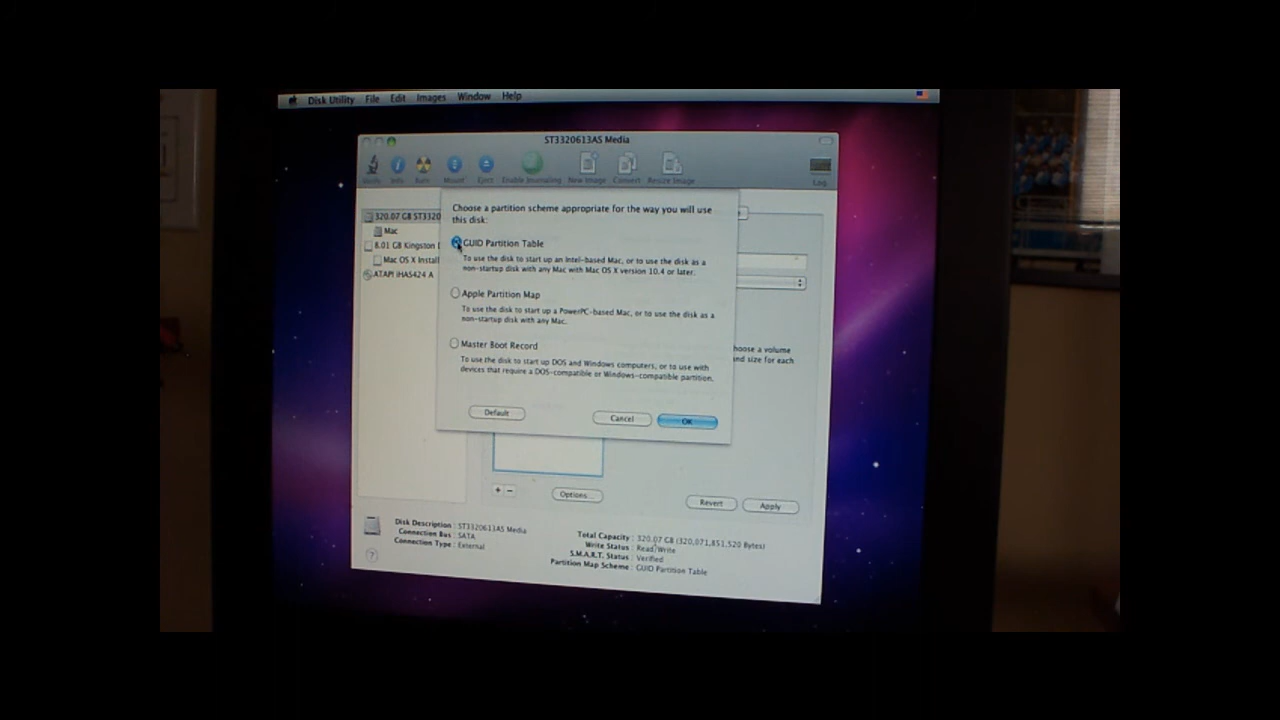 Disk Utility File Edit Images Window Help
ST3320613AS Media
Verify Info Burn Mount Eject Enable Journaling New Image Convert Resize Image Log
Choose a partition scheme appropriate for the way you will use
this disk:
320.07 GB ST3320
Mac
8.01 GB Kingston
Mac OS X Install
ATAPI iHAS424 A
GUID Partition Table
To use the disk to start up an Intel-based Mac, or to use the disk as a
non-startup disk with any Mac with Mac OS X version 10.4 or later.
Apple Partition Map
To use the disk to start up a PowerPC-based Mac, or to use the disk as a
non-startup disk with any Mac.
Master Boot Record
To use the disk to start up DOS and Windows computers, or to use with
devices that require a DOS-compatible or Windows-compatible partition.
hoose a volume
nd size for each
Default Cancel OK
+ − Options... Revert Apply
Disk Description : ST3320613AS Media
Connection Bus : SATA
Connection Type : External
Total Capacity : 320.07 GB (320,071,851,520 Bytes)
Write Status : Read/Write
S.M.A.R.T. Status : Verified
Partition Map Scheme : GUID Partition Table
?